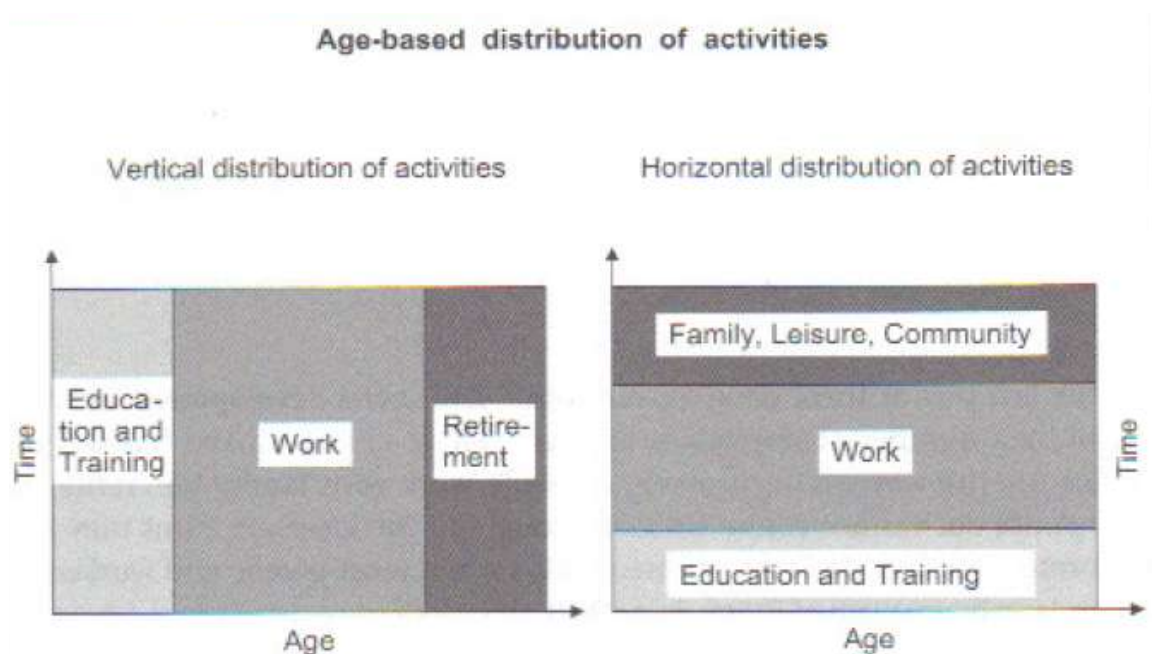 Age-based distribution of activities
Vertical distribution of activities
Educa-
tion and
Training
Work
Retire-
ment
Time
Age
Horizontal distribution of activities
Family, Leisure, Community
Work
Education and Training
Time
Age